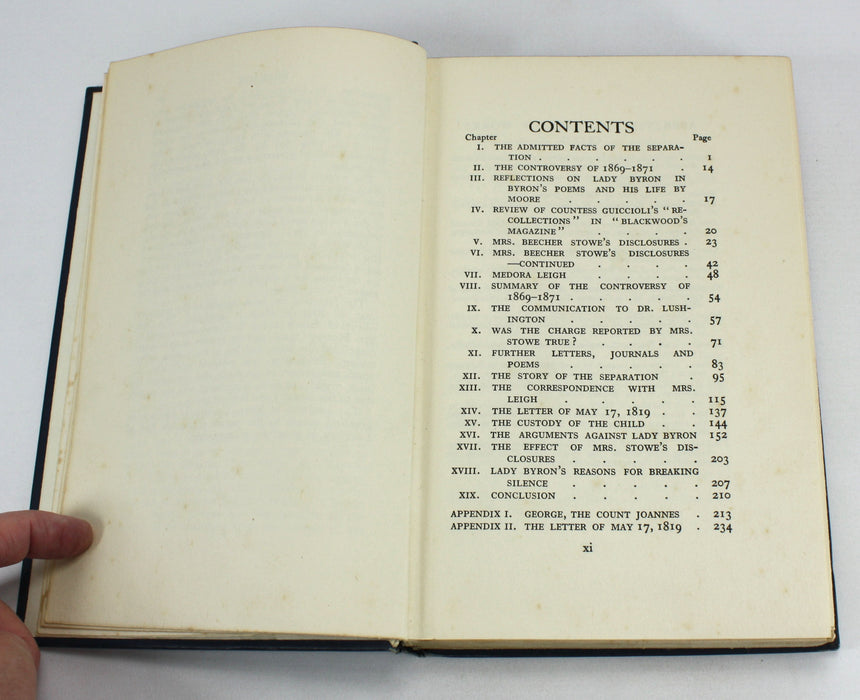 CONTENTS
Chapter Page
I. THE ADMITTED FACTS OF THE SEPARA-
TION . . . . . . 1
II. THE CONTROVERSY OF 1869-1871 . 14
III. REFLECTIONS ON LADY BYRON IN
BYRON'S POEMS AND HIS LIFE BY
MOORE . . . . . 17
IV. REVIEW OF COUNTESS GUICCIOLI'S "RE-
COLLECTIONS" IN "BLACKWOOD'S
MAGAZINE" . . . . 20
V. MRS. BEECHER STOWE'S DISCLOSURES . 23
VI. MRS. BEECHER STOWE'S DISCLOSURES
—CONTINUED . . . . 42
VII. MEDORA LEIGH . . . . 48
VIII. SUMMARY OF THE CONTROVERSY OF
1869-1871 . . . . . 54
IX. THE COMMUNICATION TO DR. LUSH-
INGTON . . . . . 57
X. WAS THE CHARGE REPORTED BY MRS.
STOWE TRUE? . . . . 71
XI. FURTHER LETTERS, JOURNALS AND
POEMS . . . . . 83
XII. THE STORY OF THE SEPARATION . 95
XIII. THE CORRESPONDENCE WITH MRS.
LEIGH . . . . . 115
XIV. THE LETTER OF MAY 17, 1819 . . 137
XV. THE CUSTODY OF THE CHILD . . 144
XVI. THE ARGUMENTS AGAINST LADY BYRON 152
XVII. THE EFFECT OF MRS. STOWE'S DIS-
CLOSURES . . . . . 203
XVIII. LADY BYRON'S REASONS FOR BREAKING
SILENCE . . . . . 207
XIX. CONCLUSION . . . . . 210
APPENDIX I. GEORGE, THE COUNT JOANNES . 213
APPENDIX II. THE LETTER OF MAY 17, 1819 . 234
xi